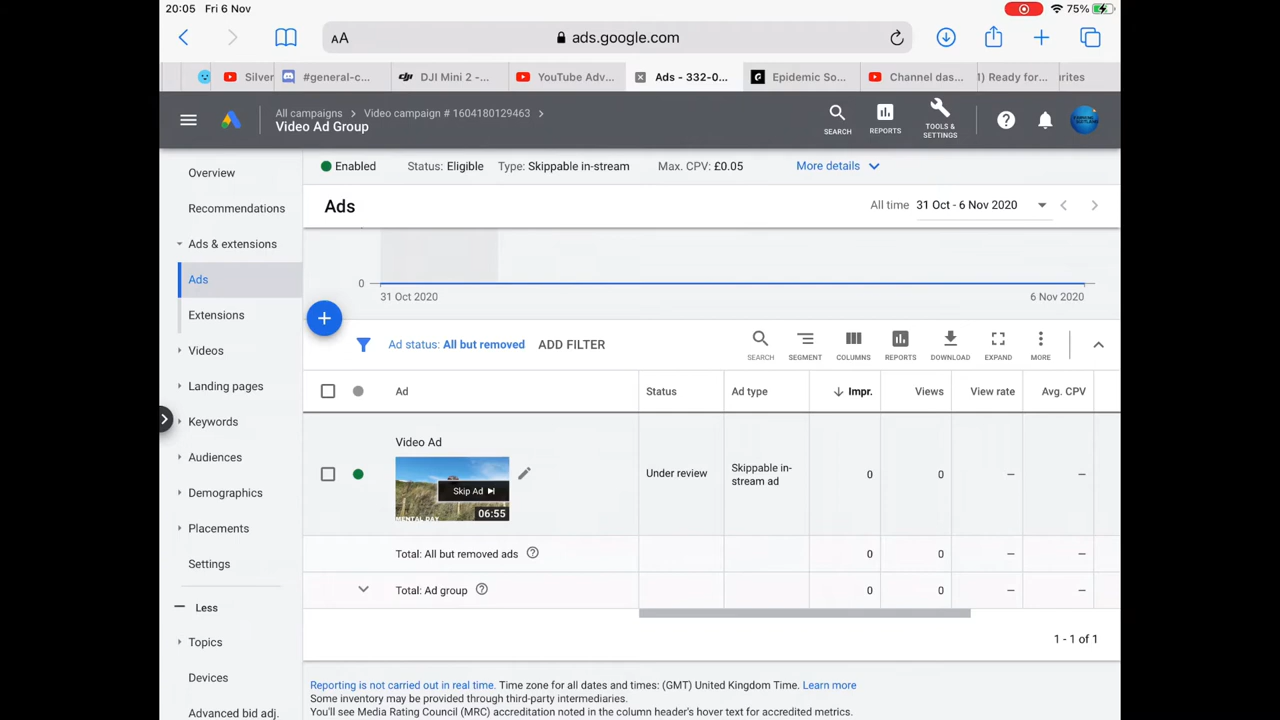 20:05 Fri 6 Nov
75%
AA
ads.google.com
Silver
#general-c...
DJI Mini 2 -...
YouTube Adv...
Ads - 332-0...
Epidemic So...
Channel das...
1) Ready for...
rites
All campaigns > Video campaign # 1604180129463 >
Video Ad Group
SEARCH
REPORTS
TOOLS & SETTINGS
Enabled Status: Eligible Type: Skippable in-stream Max. CPV: £0.05 More details
Overview
Recommendations
Ads & extensions
Ads
Extensions
Videos
Landing pages
Keywords
Audiences
Demographics
Placements
Settings
Less
Topics
Devices
Advanced bid adj.
Ads
All time 31 Oct - 6 Nov 2020
0
31 Oct 2020
6 Nov 2020
Ad status: All but removed ADD FILTER
SEARCH
SEGMENT
COLUMNS
REPORTS
DOWNLOAD
EXPAND
MORE
Ad Status Ad type Impr. Views View rate Avg. CPV
Video Ad
Skip Ad
06:55
MENTAL DAY
Under review
Skippable in-
stream ad
0 0 – –
Total: All but removed ads 0 0 – –
Total: Ad group 0 0 – –
1 - 1 of 1
Reporting is not carried out in real time. Time zone for all dates and times: (GMT) United Kingdom Time. Learn more
Some inventory may be provided through third-party intermediaries.
You'll see Media Rating Council (MRC) accreditation noted in the column header's hover text for accredited metrics.